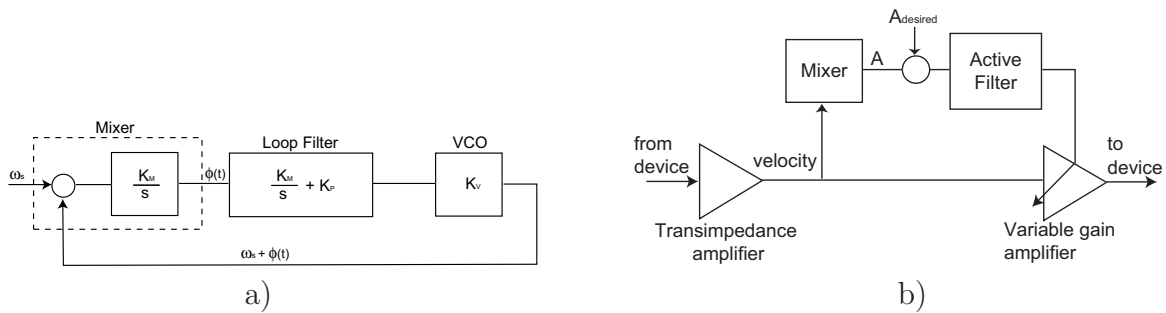 Mixer
ωs
KM
s
ϕ(t)
Loop Filter
KM
s
+ KP
VCO
KV
ωs + ϕ(t)
a)
Adesired
Mixer
A
Active
Filter
from
device
velocity
to
device
Transimpedance
amplifier
Variable gain
amplifier
b)